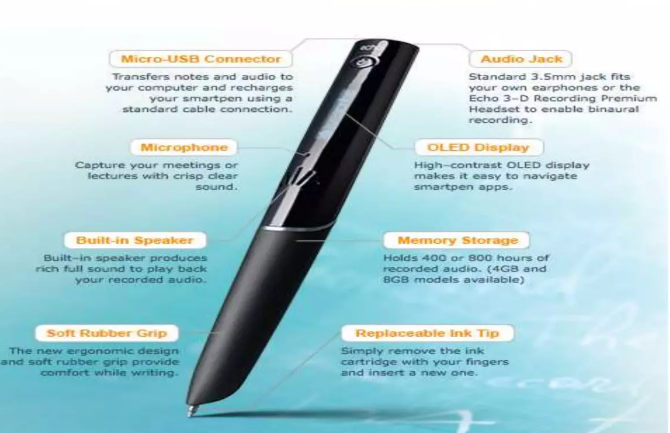 echo
Micro-USB Connector
Transfers notes and audio to
your computer and recharges
your smartpen using a
standard cable connection.
Audio Jack
Standard 3.5mm jack fits
your own earphones or the
Echo 3-D Recording Premium
Headset to enable binaural
recording.
Microphone
Capture your meetings or
lectures with crisp clear
sound.
OLED Display
High-contrast OLED display
makes it easy to navigate
smartpen apps.
Built-in Speaker
Built-in speaker produces
rich full sound to play back
your recorded audio.
Memory Storage
Holds 400 or 800 hours of
recorded audio. (4GB and
8GB models available)
Soft Rubber Grip
The new ergonomic design
and soft rubber grip provide
comfort while writing.
Replaceable Ink Tip
Simply remove the ink
cartridge with your fingers
and insert a new one.